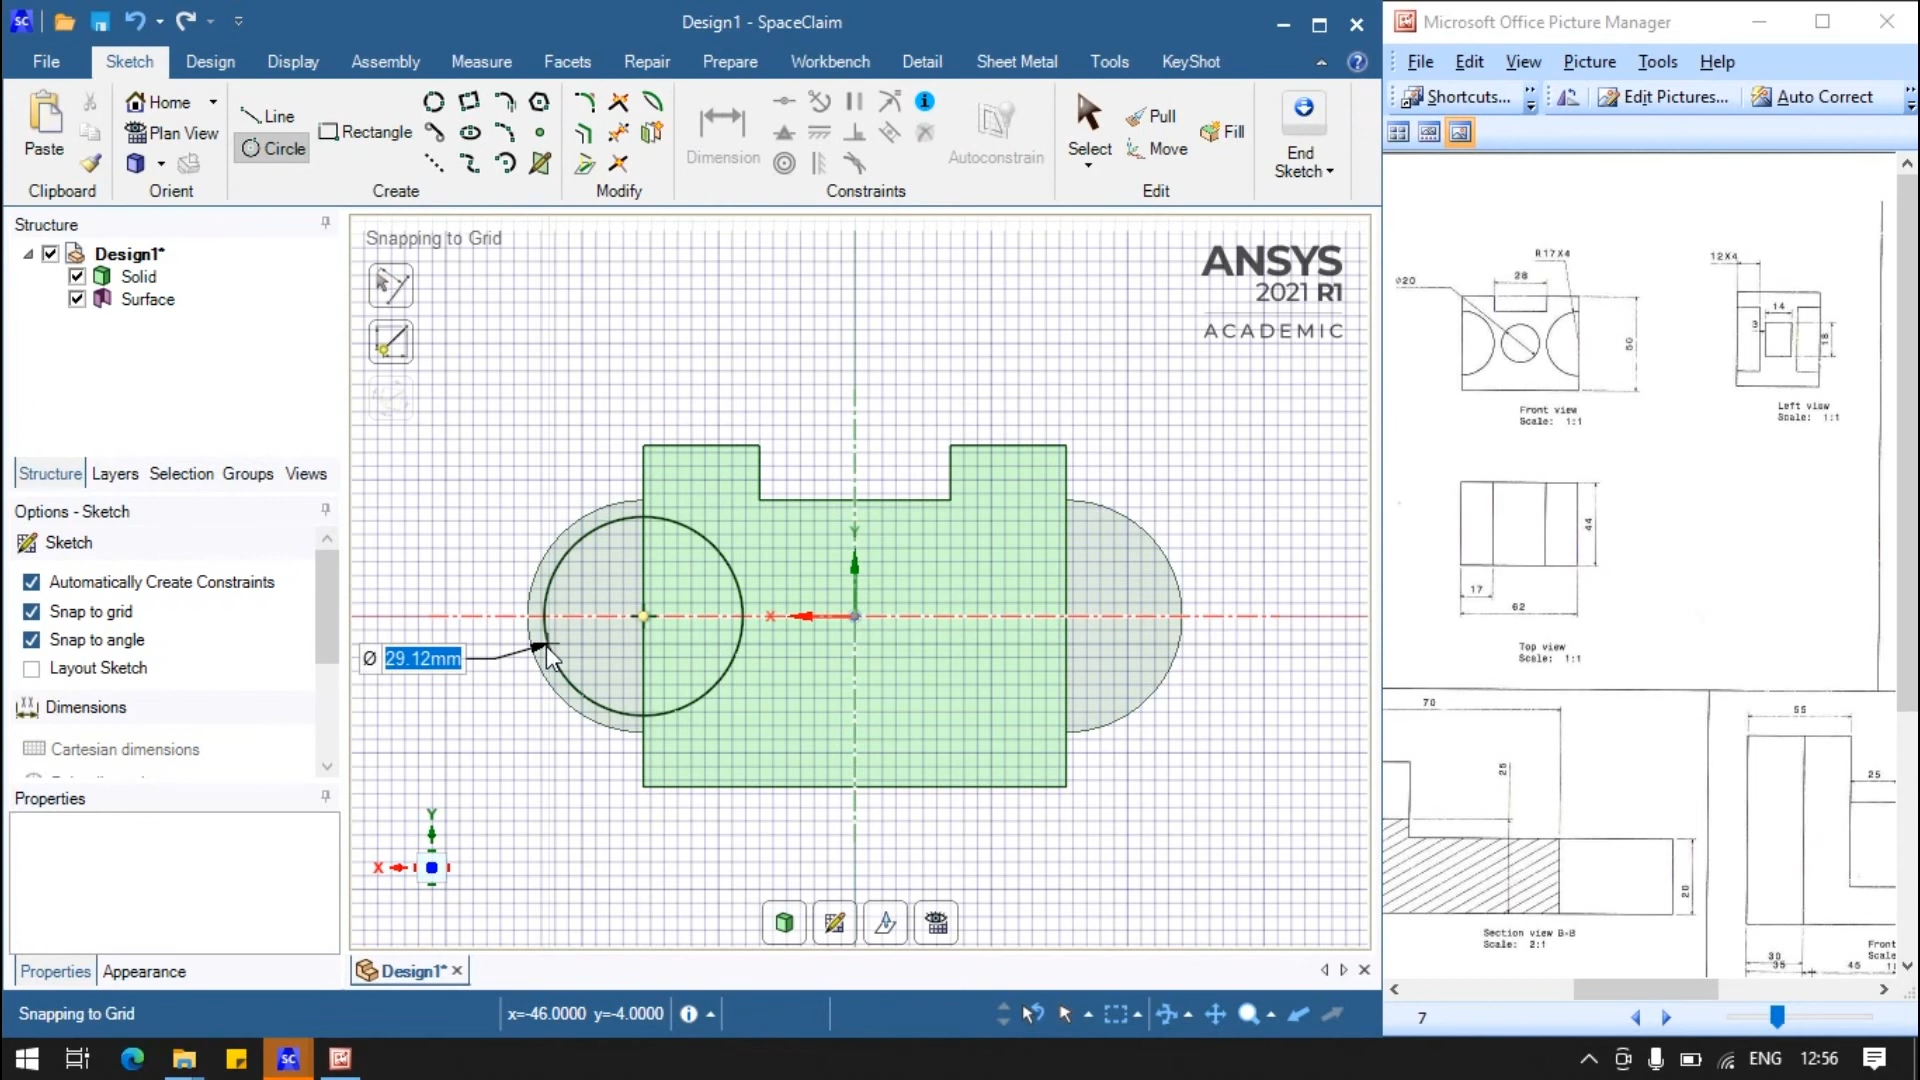 Design1 - SpaceClaim
File Sketch Design Display Assembly Measure Facets Repair Prepare Workbench Detail Sheet Metal Tools KeyShot
Paste
Clipboard
Home
Plan View
Orient
Line
Circle
Rectangle
Create
Modify
Dimension
Autoconstrain
Constraints
Select
Pull
Move
Fill
Edit
End
Sketch
Structure
Design1*
Solid
Surface
Structure Layers Selection Groups Views
Options - Sketch
Sketch
Automatically Create Constraints
Snap to grid
Snap to angle
Layout Sketch
Dimensions
Cartesian dimensions
Properties
Properties Appearance
Snapping to Grid
ANSYS
2021 R1
ACADEMIC
Y
X
Ø 29.12mm
Y
X
Design1*
Snapping to Grid
x=-46.0000 y=-4.0000
Microsoft Office Picture Manager
File Edit View Picture Tools Help
Shortcuts... Edit Pictures... Auto Correct
R17X4
28
Ø20
50
Front view
Scale: 1:1
12X4
14
3
18
Left view
Scale: 1:1
44
17
62
Top view
Scale: 1:1
70
25
20
Section view B-B
Scale: 2:1
55
25
30
35
45
Front
Scale
7
SC
ENG 12:56